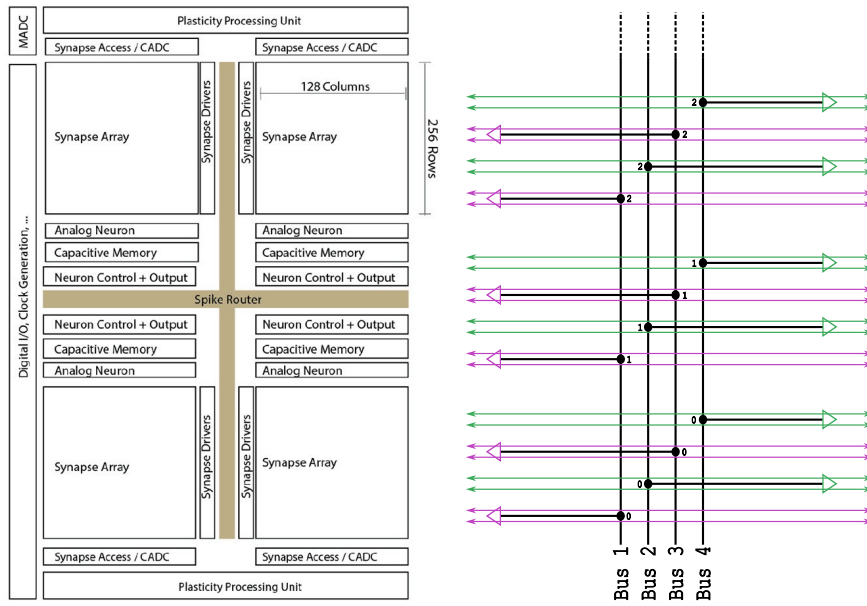 MADC
Plasticity Processing Unit
Synapse Access / CADC
Synapse Access / CADC
Digital I/O, Clock Generation, ...
Synapse Array
Synapse Drivers
Synapse Drivers
128 Columns
Synapse Array
256 Rows
Analog Neuron
Analog Neuron
Capacitive Memory
Capacitive Memory
Neuron Control + Output
Neuron Control + Output
Spike Router
Neuron Control + Output
Neuron Control + Output
Capacitive Memory
Capacitive Memory
Analog Neuron
Analog Neuron
Synapse Array
Synapse Drivers
Synapse Drivers
Synapse Array
Synapse Access / CADC
Synapse Access / CADC
Plasticity Processing Unit
2
2
2
2
1
1
1
1
0
0
0
0
Bus 1
Bus 2
Bus 3
Bus 4